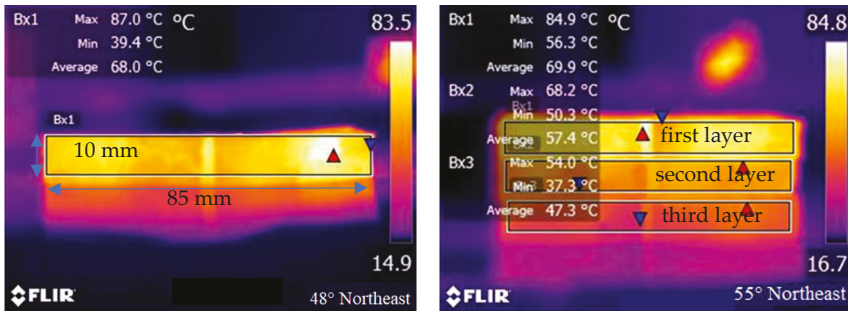 Bx1 Max 87.0 °C °C 83.5
Min 39.4 °C
Average 68.0 °C
Bx1
10 mm
85 mm
14.9
FLIR 48° Northeast
Bx1 Max 84.9 °C °C 84.8
Min 56.3 °C
Average 69.9 °C
Bx2 Max 68.2 °C
Bx1
Min 50.3 °C
Average 57.4 °C first layer
Bx3 Max 54.0 °C second layer
Min 37.3 °C
Average 47.3 °C third layer
16.7
FLIR 55° Northeast